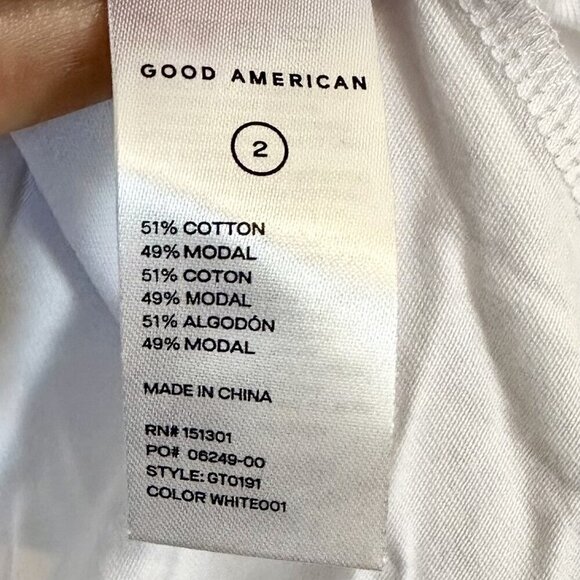 GOOD AMERICAN
2
51% COTTON
49% MODAL
51% COTON
49% MODAL
51% ALGODÓN
49% MODAL
MADE IN CHINA
RN# 151301
PO# 06249-00
STYLE: GT0191
COLOR WHITE001